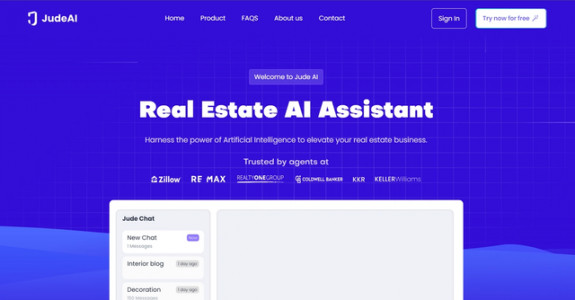 JudeAI
Home
Product
FAQS
About us
Contact
Sign In
Try now for free
Welcome to Jude AI
Real Estate AI Assistant
Harness the power of Artificial Intelligence to elevate your real estate business.
Trusted by agents at
Zillow
RE/MAX
REALTYONEGROUP
COLDWELL BANKER
KKR
KELLERWilliams
Jude Chat
New Chat
1 Messages
Interior blog
1 day ago
Decoration
1 day ago
Messages